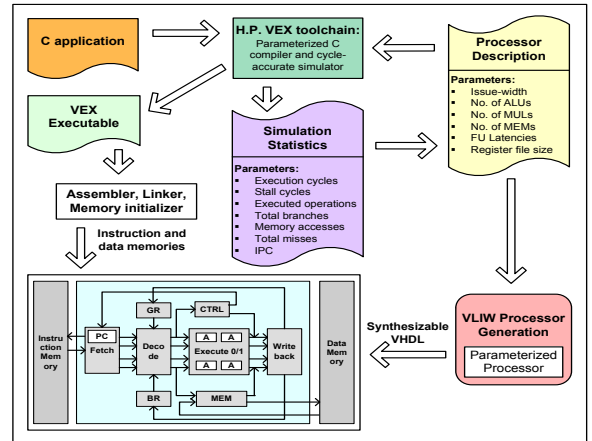 C application
H.P. VEX toolchain:
Parameterized C
compiler and cycle-
accurate simulator
Processor
Description
Parameters:
Issue-width
No. of ALUs
No. of MULs
No. of MEMs
FU Latencies
Register file size
VEX
Executable
Simulation
Statistics
Parameters:
Execution cycles
Stall cycles
Executed operations
Total branches
Memory accesses
Total misses
IPC
Assembler, Linker,
Memory initializer
Instruction and
data memories
Instruc
tion
Mem
ory
PC
Fetch
GR
Deco
de
BR
CTRL
A
A
Execute 0/1
A
A
MEM
Write
back
Data Mem
ory
Synthesizable
VHDL
VLIW Processor
Generation
Parameterized
Processor